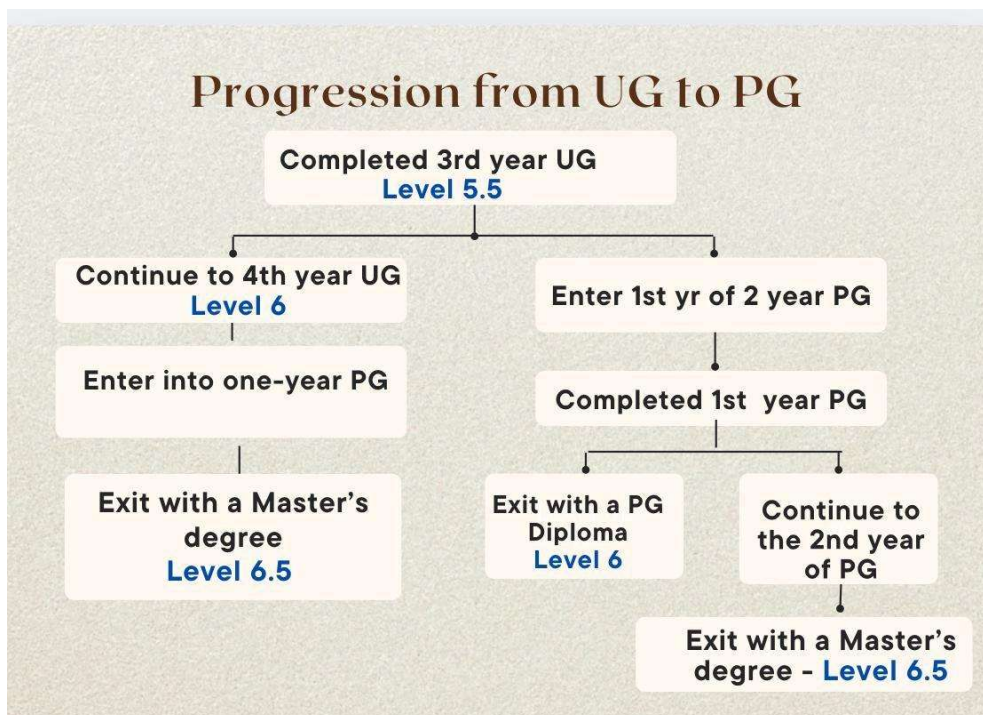 Progression from UG to PG
Completed 3rd year UG
Level 5.5
Continue to 4th year UG
Level 6
Enter into one-year PG
Exit with a Master's
degree
Level 6.5
Enter 1st yr of 2 year PG
Completed 1st year PG
Exit with a PG
Diploma
Level 6
Continue to
the 2nd year
of PG
Exit with a Master's
degree - Level 6.5